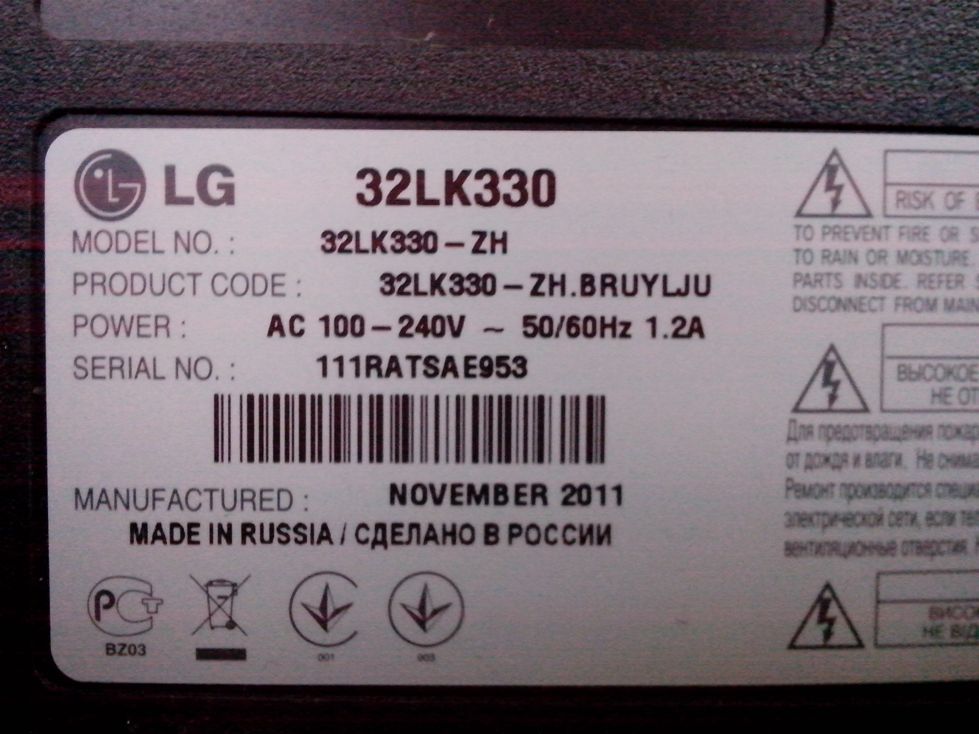 LG 32LK330
MODEL NO. : 32LK330-ZH
PRODUCT CODE : 32LK330-ZH.BRUYLJU
POWER : AC 100-240V ~ 50/60Hz 1.2A
SERIAL NO. : 111RATSAE953
MANUFACTURED : NOVEMBER 2011
MADE IN RUSSIA / СДЕЛАНО В РОССИИ
BZ03
001
003
RISK OF
TO PREVENT FIRE OR
TO RAIN OR MOISTURE.
PARTS INSIDE. REFER
DISCONNECT FROM
ВЫСОКОЕ
НЕ
Для предотвращения
от дождя и влаги. Не
Ремонт производится
электрической сети, если
вентиляционные отверстия.
НЕ